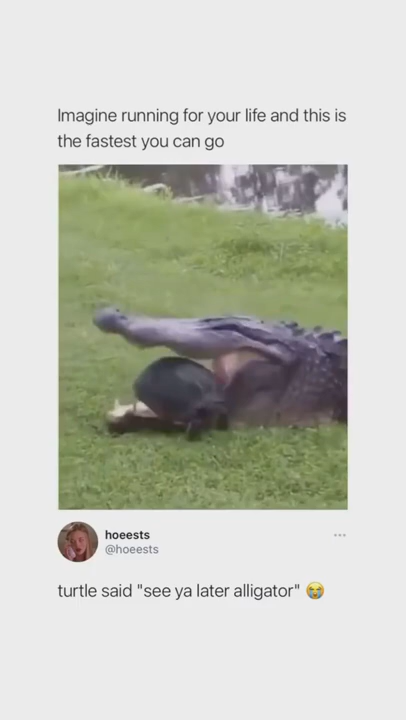 Imagine running for your life and this is
the fastest you can go
hoeests
@hoeests
turtle said "see ya later alligator" 😭